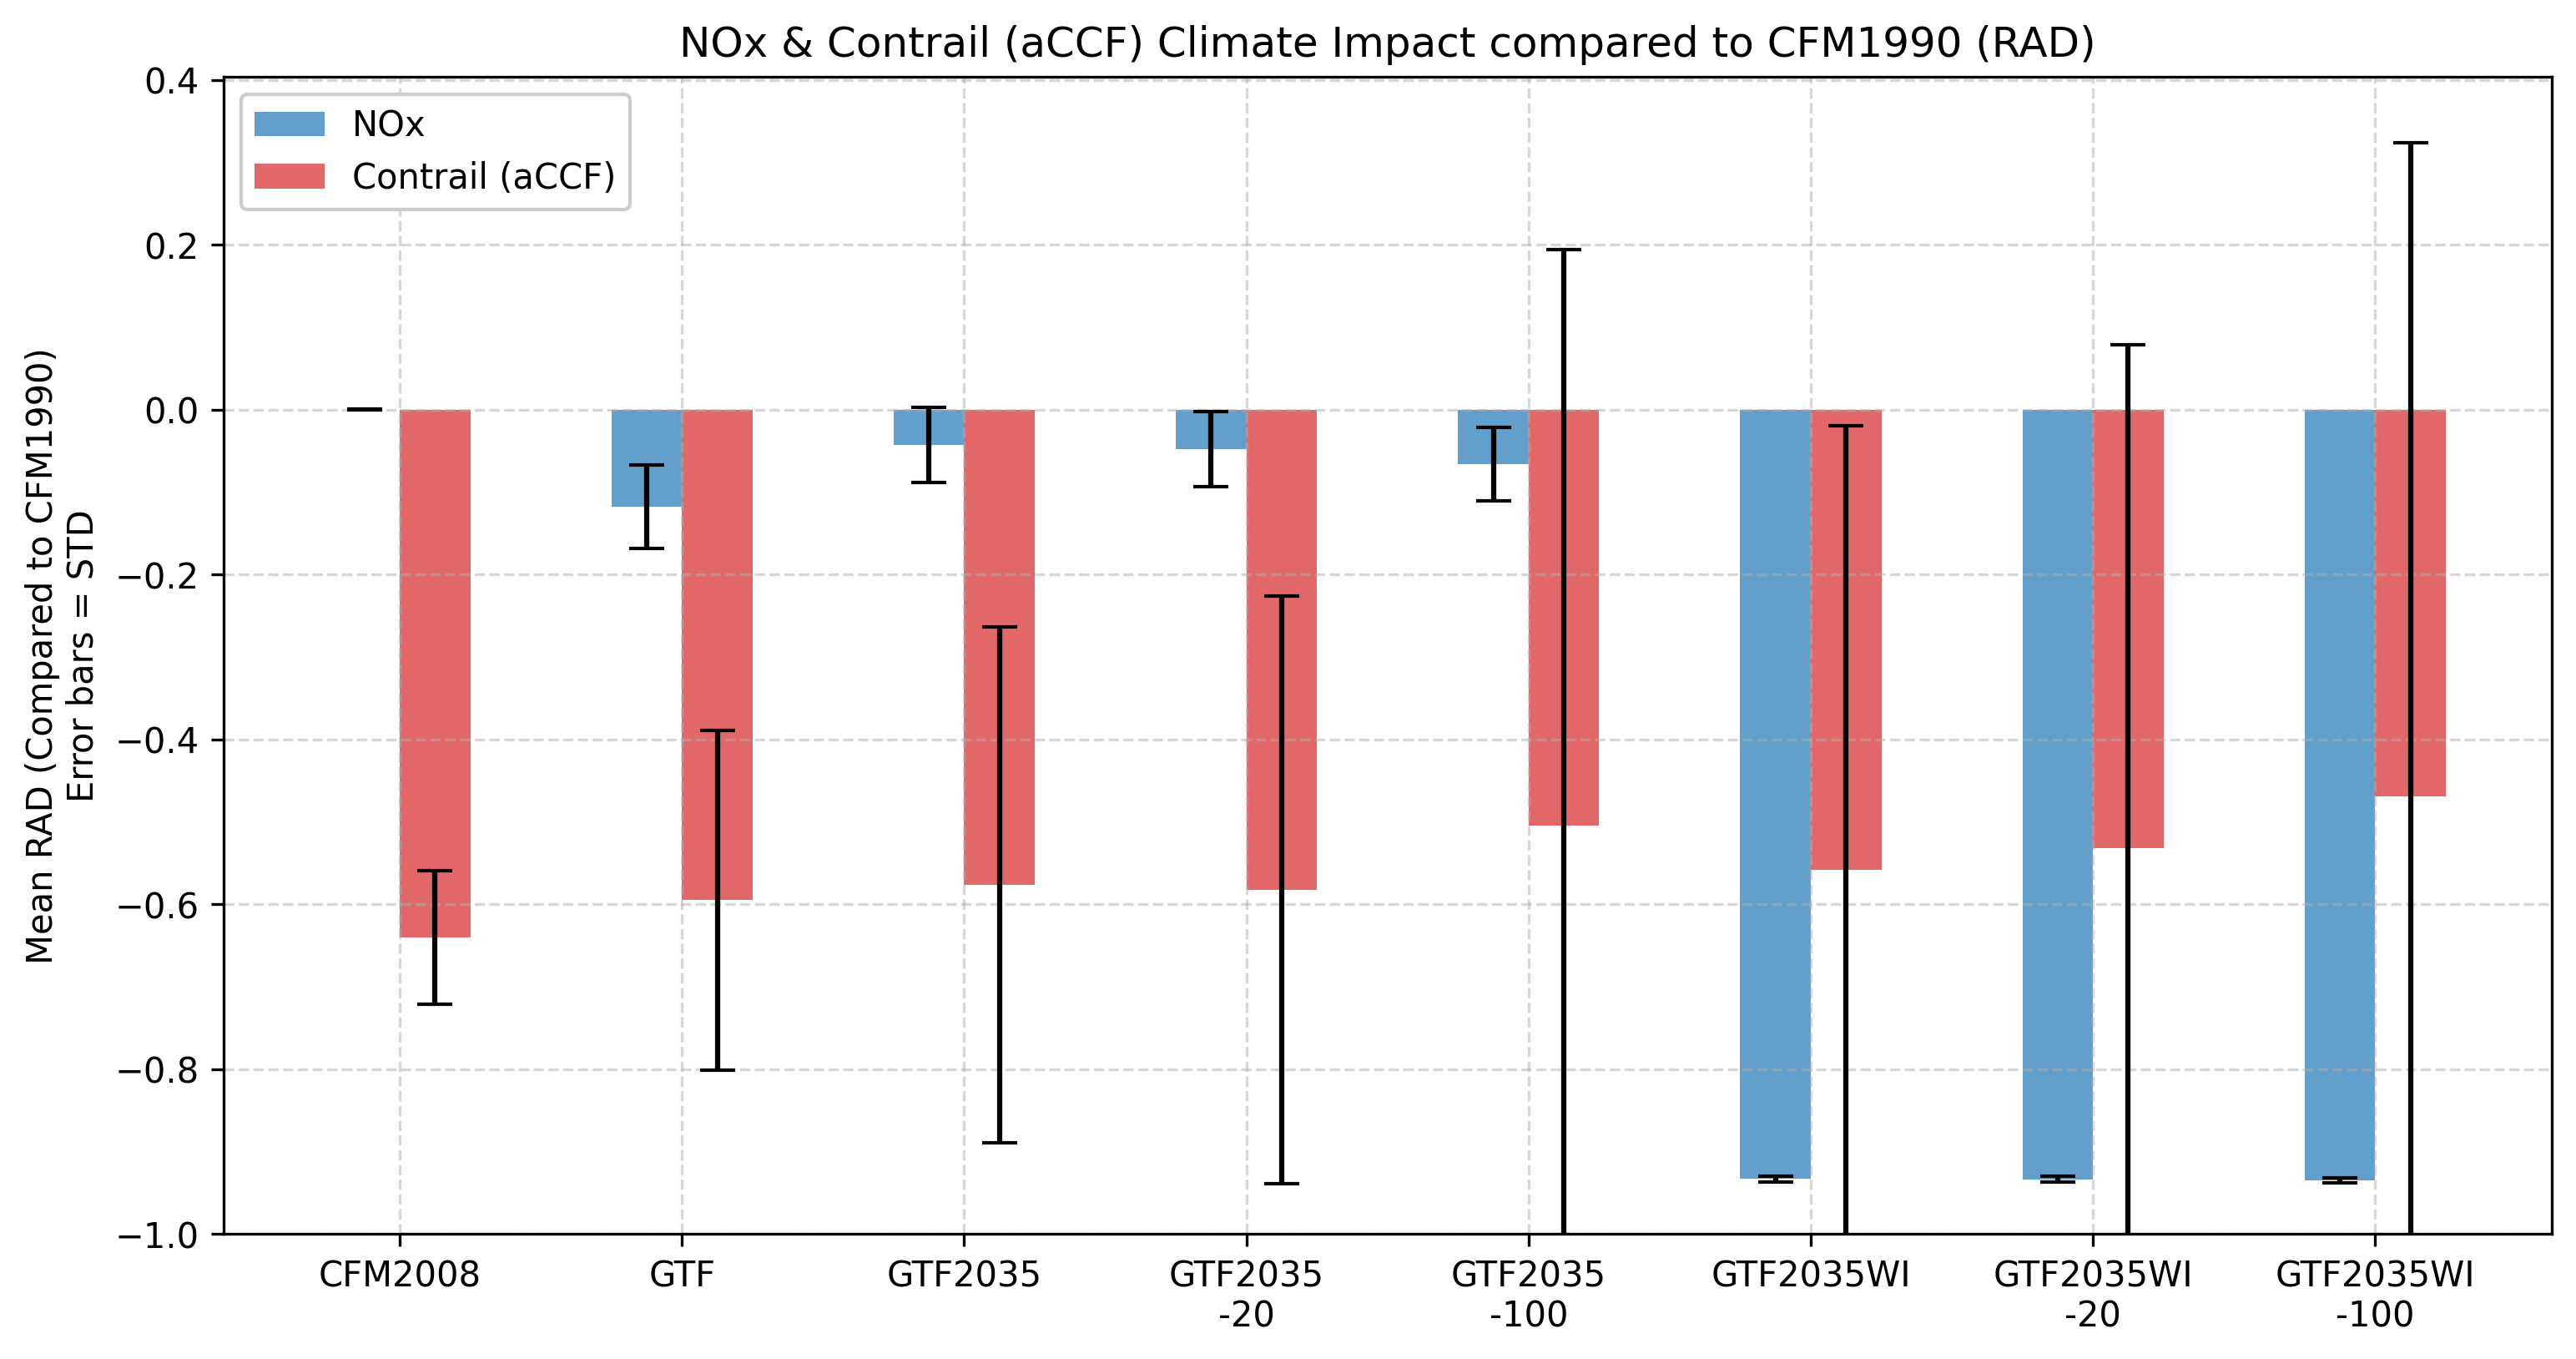 NOx & Contrail (aCCF) Climate Impact compared to CFM1990 (RAD)
NOx
Contrail (aCCF)
Mean RAD (Compared to CFM1990)
Error bars = STD
0.4
0.2
0.0
−0.2
−0.4
−0.6
−0.8
−1.0
CFM2008
GTF
GTF2035
GTF2035
-20
GTF2035
-100
GTF2035WI
GTF2035WI
-20
GTF2035WI
-100